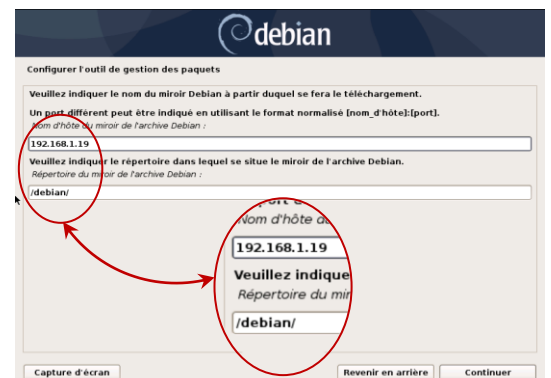 debian
Configurer l'outil de gestion des paquets
Veuillez indiquer le nom du miroir Debian à partir duquel se fera le téléchargement.
Un port différent peut être indiqué en utilisant le format normalisé [nom_d'hôte]:[port].
Nom d'hôte du miroir de l'archive Debian :
192.168.1.19
Veuillez indiquer le répertoire dans lequel se situe le miroir de l'archive Debian.
Répertoire du miroir de l'archive Debian :
/debian/
Nom d'hôte du
192.168.1.19
Veuillez indique
Répertoire du mir
/debian/
Capture d'écran
Revenir en arrière
Continuer